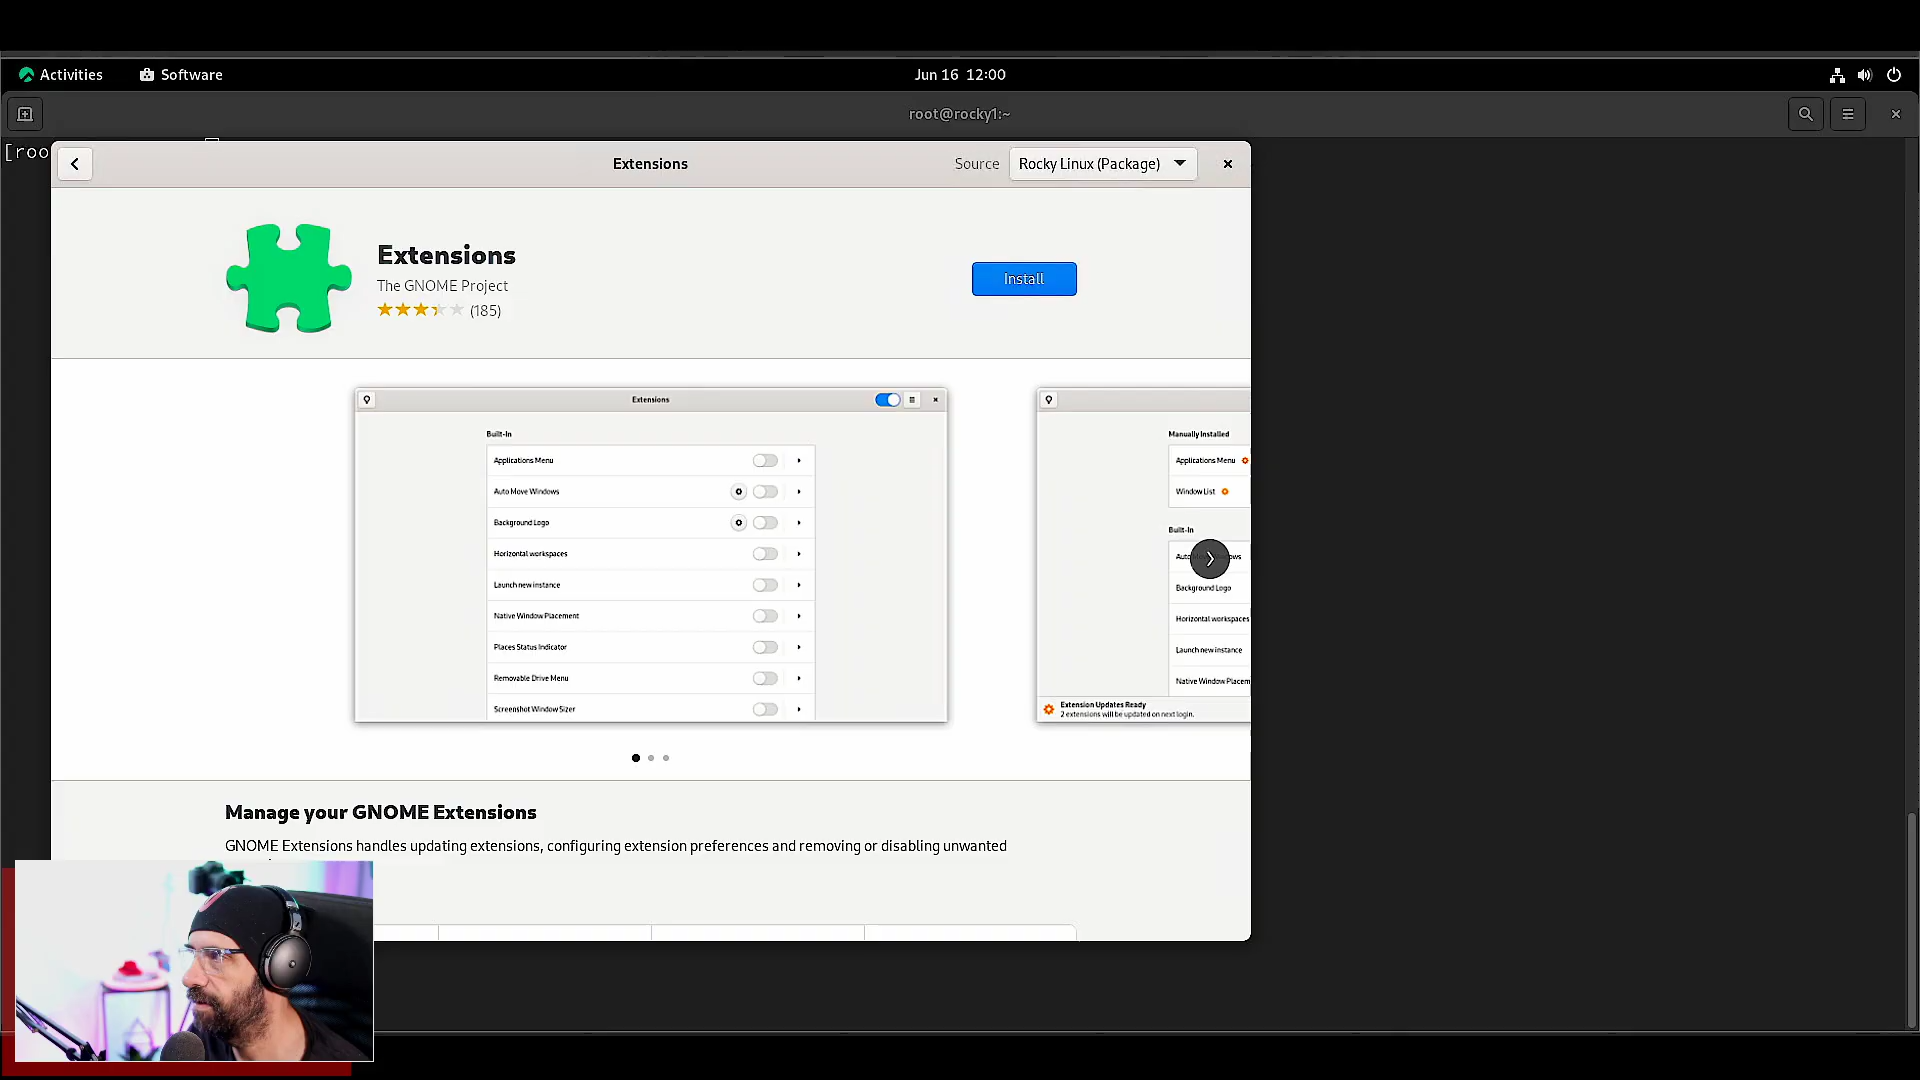 Activities
Software
Jun 16 12:00
root@rocky1:~
[roo
Extensions
Source
Rocky Linux (Package)
Extensions
The GNOME Project
(185)
Install
Extensions
Built-In
Applications Menu
Auto Move Windows
Background Logo
Horizontal workspaces
Launch new instance
Native Window Placement
Places Status Indicator
Removable Drive Menu
Screenshot Window Sizer
Manually Installed
Applications Menu
Window List
Built-In
Background Logo
Horizontal workspaces
Launch new instance
Native Window Placem
Extension Updates Ready
2 extensions will be updated on next login.
Manage your GNOME Extensions
GNOME Extensions handles updating extensions, configuring extension preferences and removing or disabling unwanted